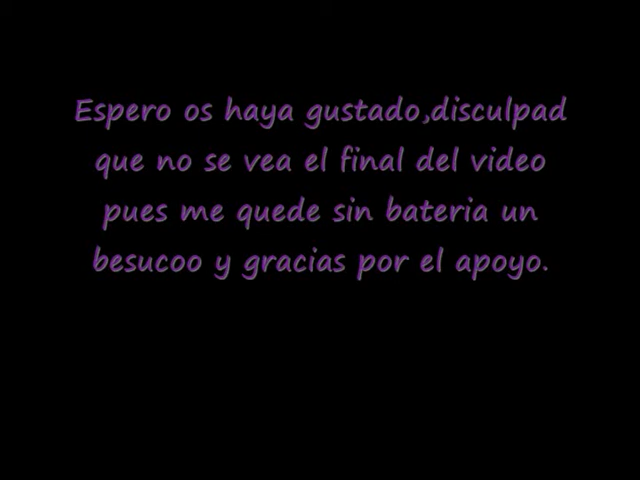 Espero os haya gustado,disculpad
que no se vea el final del video
pues me quede sin bateria un
besucoo y gracias por el apoyo.